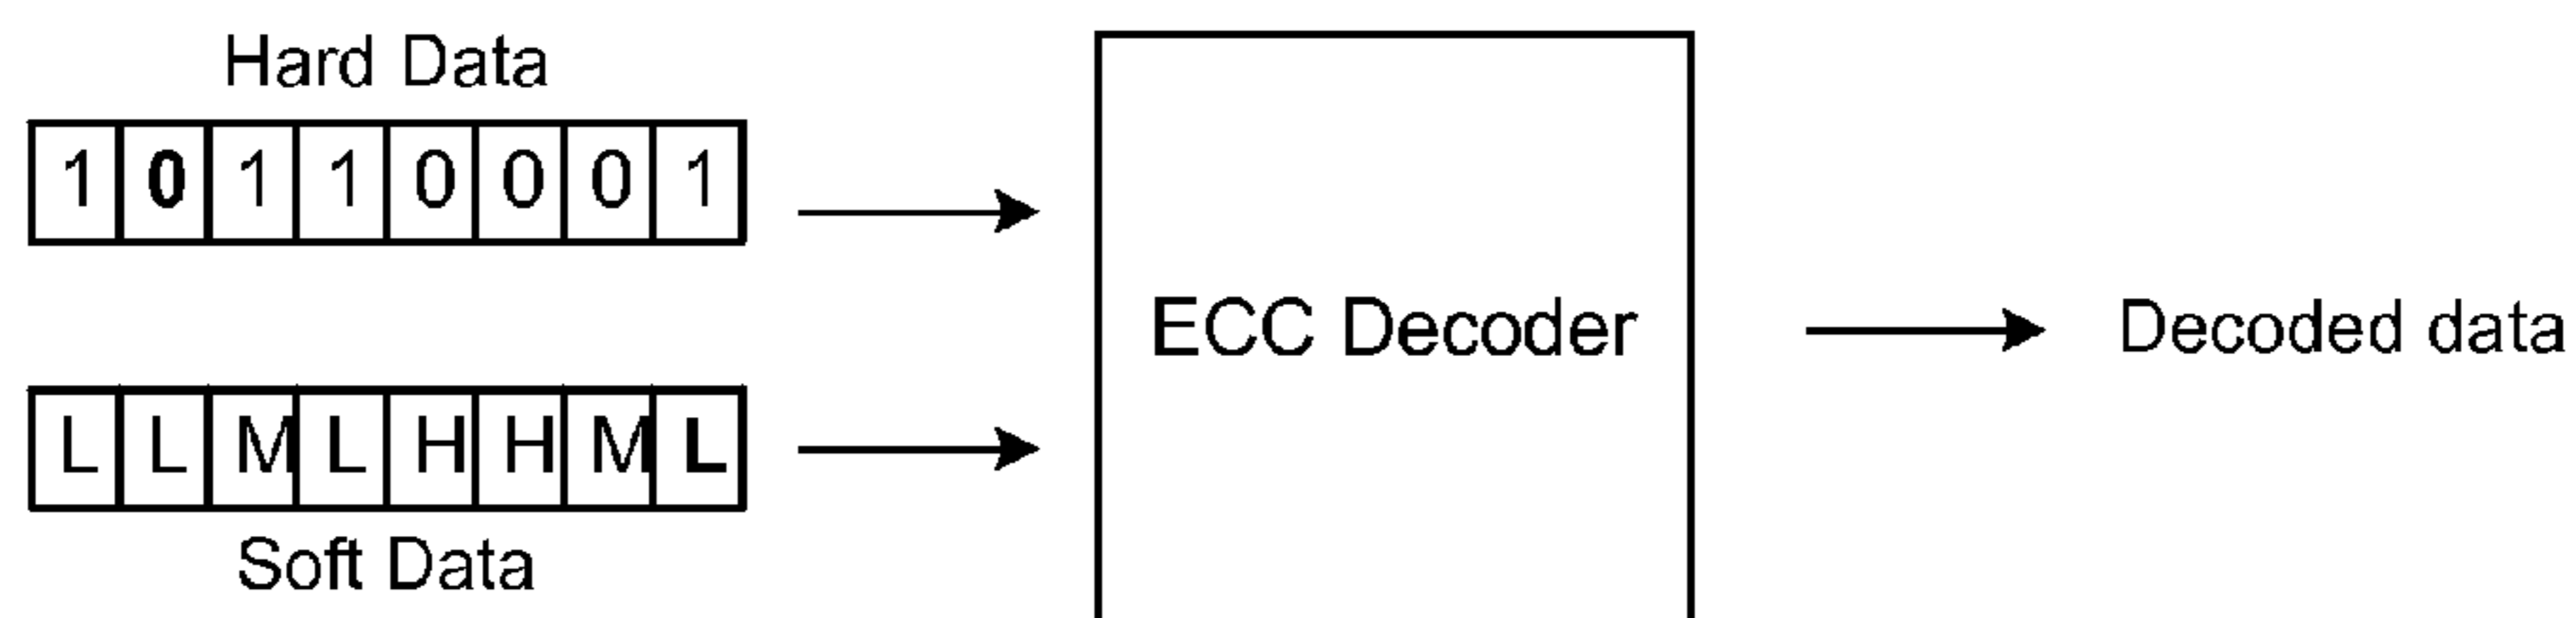 Hard Data
1 0 1 1 0 0 0 1
L L M L H H M L
Soft Data
ECC Decoder
Decoded data